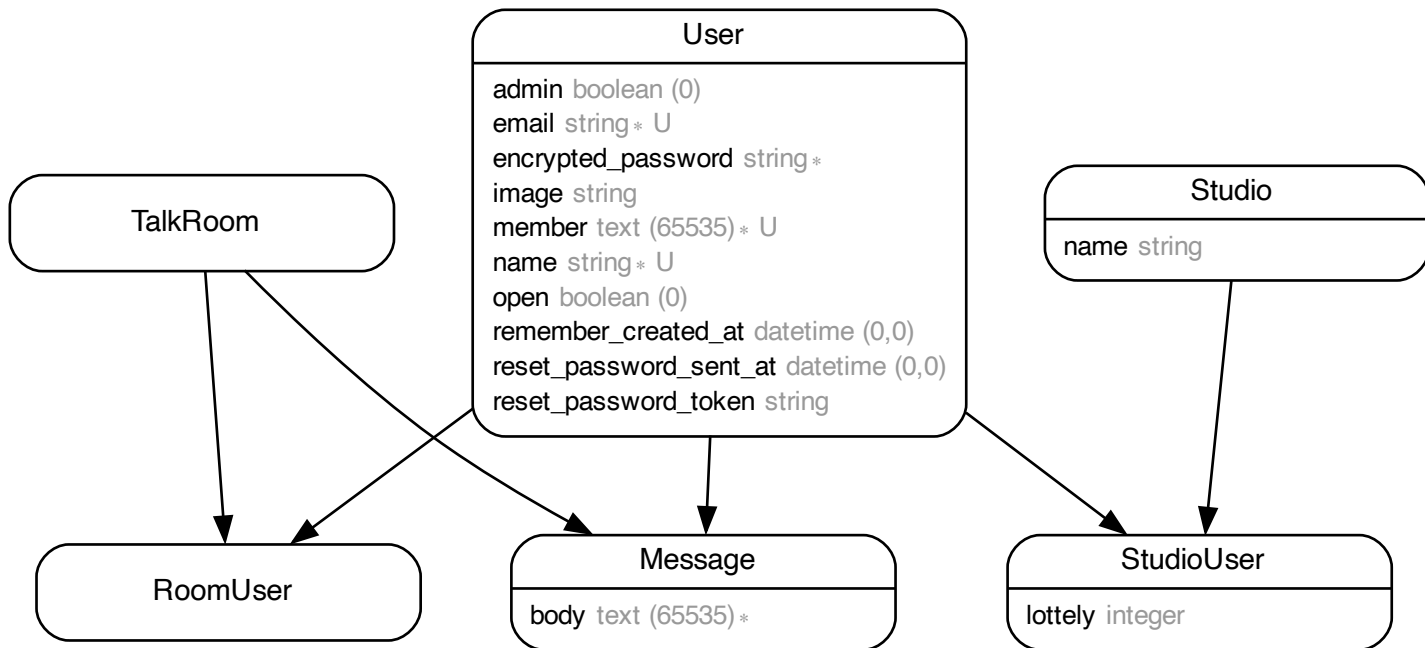 User
admin boolean (0)
email string* U
encrypted_password string*
image string
member text (65535)* U
name string* U
open boolean (0)
remember_created_at datetime (0,0)
reset_password_sent_at datetime (0,0)
reset_password_token string
TalkRoom
Studio
name string
RoomUser
Message
body text (65535)*
StudioUser
lottely integer